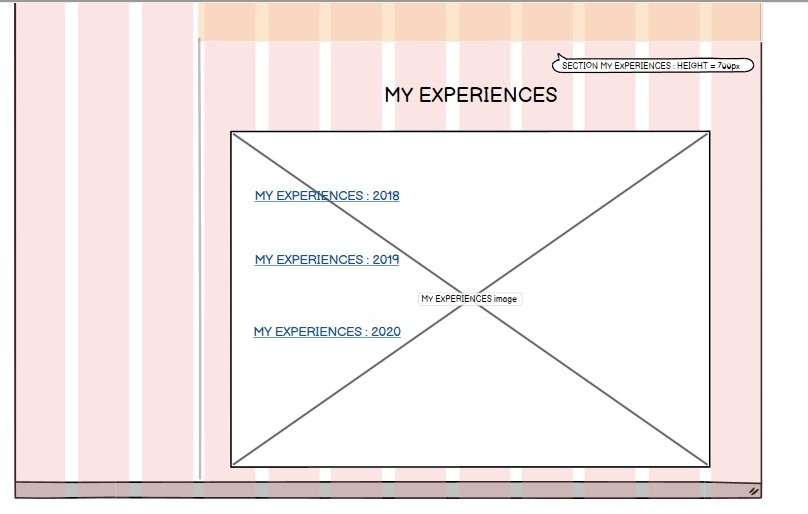 SECTION MY EXPERIENCES : HEIGHT = 700px
MY EXPERIENCES
MY EXPERIENCES : 2018
MY EXPERIENCES : 2019
MY EXPERIENCES image
MY EXPERIENCES : 2020